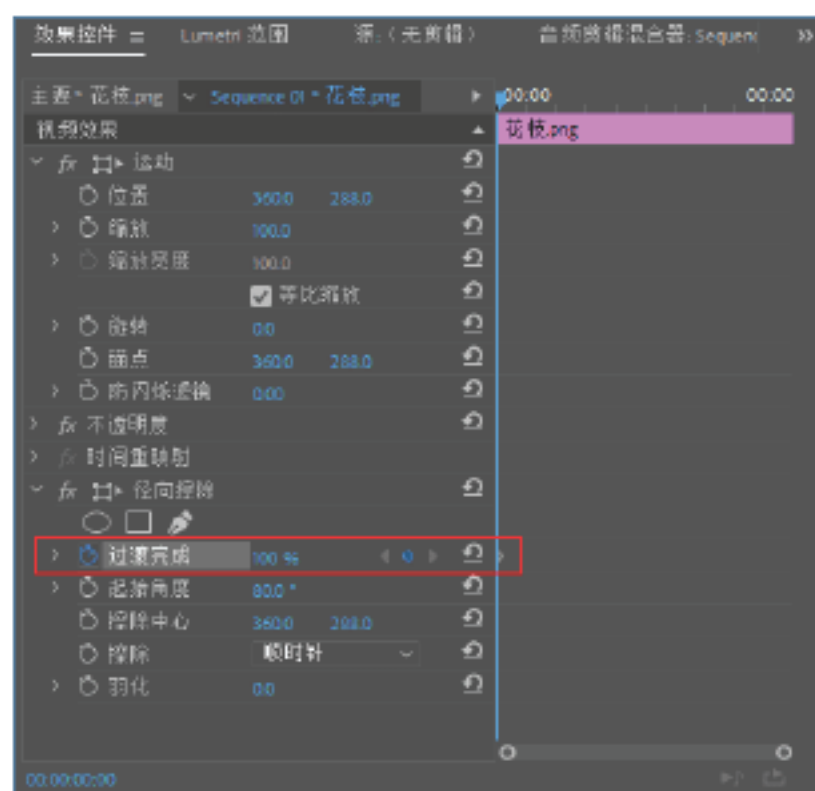 效果控件 Lumetri 范围 源:（无剪辑） 音频剪辑混合器: Sequenc
主要 * 花枝.png Sequence 01 * 花枝.png 00:00 00:00
视频效果 花枝.png
fx 运动
位置 360.0 288.0
缩放 100.0
缩放宽度 100.0
等比缩放
旋转 0.0
锚点 360.0 288.0
防闪烁滤镜 0.00
fx 不透明度
fx 时间重映射
fx 径向擦除
过渡完成 100 %
起始角度 80.0 °
擦除中心 360.0 288.0
擦除 顺时针
羽化 0.0
00:00:00:00